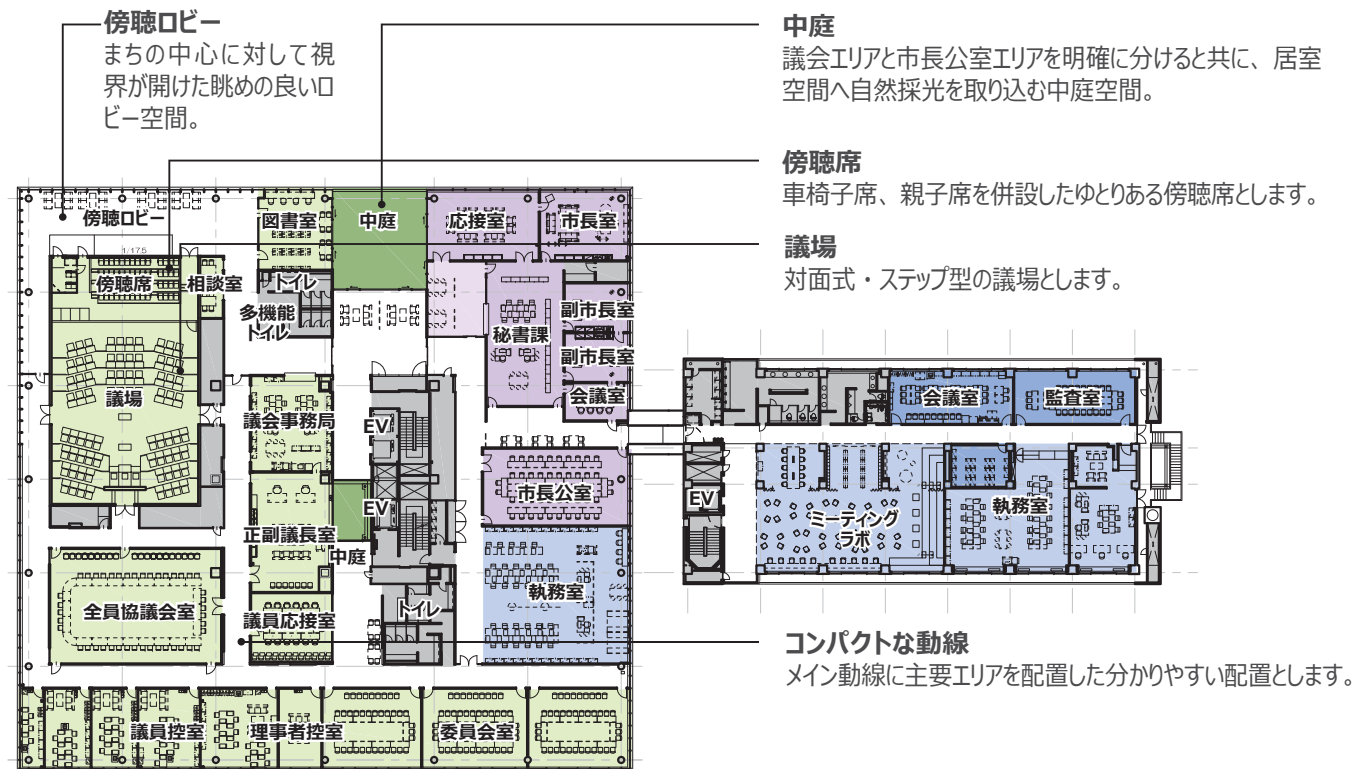 傍聴ロビー
まちの中心に対して視
界が開けた眺めの良いロ
ビー空間。
中庭
議会エリアと市長公室エリアを明確に分けると共に、居室
空間へ自然採光を取り込む中庭空間。
傍聴席
車椅子席、親子席を併設したゆとりある傍聴席とします。
議場
対面式・ステップ型の議場とします。
傍聴ロビー
図書室
中庭
応接室
市長室
1/17.5
傍聴席
相談室
トイレ
多機能
トイレ
秘書課
副市長室
副市長室
会議室
議場
議会事務局
EV
EV
正副議長室
中庭
市長公室
執務室
全員協議会室
議員応接室
トイレ
議員控室
理事者控室
委員会室
会議室
監査室
EV
ミーティング
ラボ
執務室
コンパクトな動線
メイン動線に主要エリアを配置した分かりやすい配置とします。